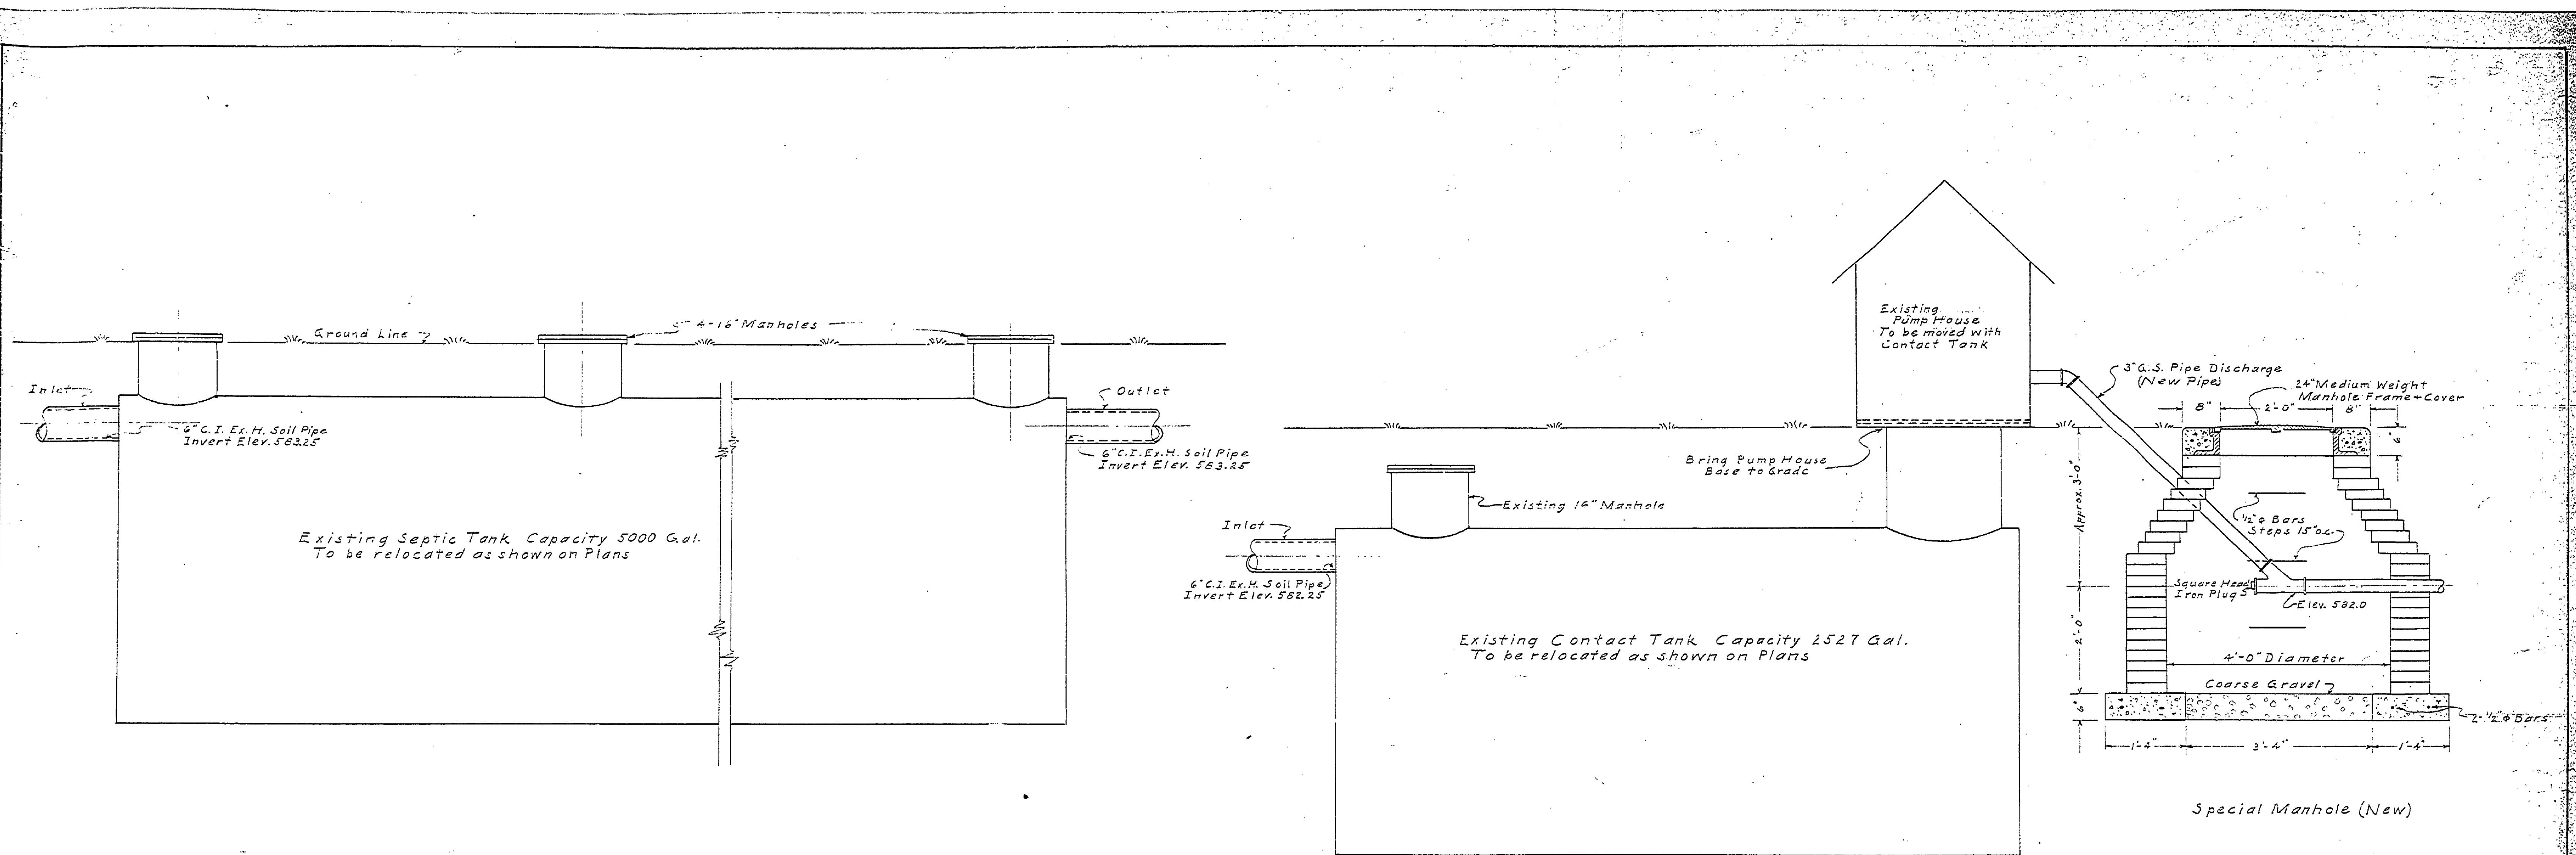 Ground Line
4-16" Manholes
Inlet
6" C.I. Ex. H. Soil Pipe
Invert Elev. 583.25
Outlet
6" C.I. Ex. H. Soil Pipe
Invert Elev. 583.25
Existing Septic Tank Capacity 5000 Gal.
To be relocated as shown on Plans
Existing
Pump House
To be moved with
Contact Tank
Bring Pump House
Base to Grade
Existing 16" Manhole
Inlet
6" C.I. Ex. H. Soil Pipe
Invert Elev. 582.25
Existing Contact Tank Capacity 2527 Gal.
To be relocated as shown on Plans
3" G.S. Pipe Discharge
(New Pipe)
24" Medium Weight
Manhole Frame + Cover
8"
2'-0"
8"
6"
Approx. 3'-0"
1/2" φ Bars
Steps 15" o.c.
Square Head
Iron Plug
Elev. 582.0
2'-0"
4'-0" Diameter
Coarse Gravel
6"
2-1/2" φ Bars
1'-4"
3'-4"
1'-4"
Special Manhole (New)